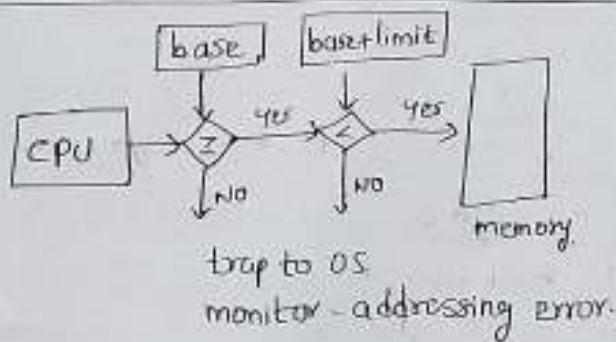 base
base+limit
CPU
≥
yes
<
yes
NO
NO
memory.
trap to OS
monitor - addressing error.